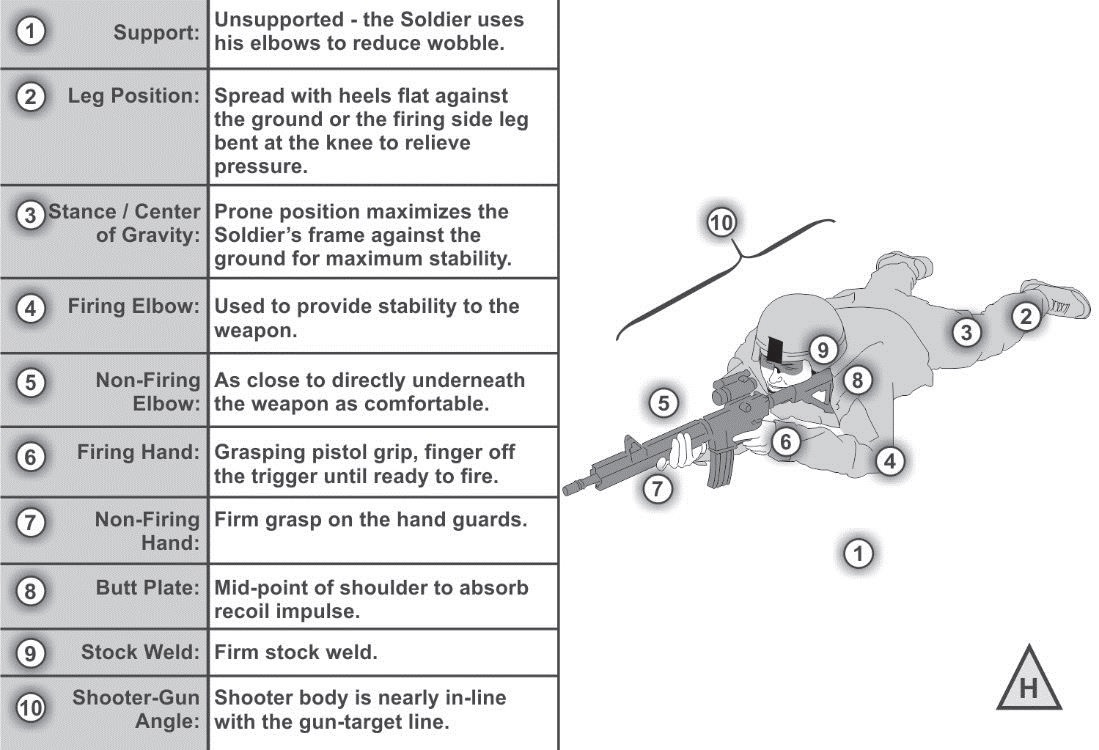 1 Support: Unsupported - the Soldier uses
his elbows to reduce wobble.
2 Leg Position: Spread with heels flat against
the ground or the firing side leg
bent at the knee to relieve
pressure.
3 Stance / Center
of Gravity:
Prone position maximizes the
Soldier’s frame against the
ground for maximum stability.
4 Firing Elbow: Used to provide stability to the
weapon.
5 Non-Firing
Elbow:
As close to directly underneath
the weapon as comfortable.
6 Firing Hand: Grasping pistol grip, finger off
the trigger until ready to fire.
7 Non-Firing
Hand:
Firm grasp on the hand guards.
8 Butt Plate: Mid-point of shoulder to absorb
recoil impulse.
9 Stock Weld: Firm stock weld.
10 Shooter-Gun
Angle:
Shooter body is nearly in-line
with the gun-target line.
10
2
3
9
8
5
6
4
7
1
H